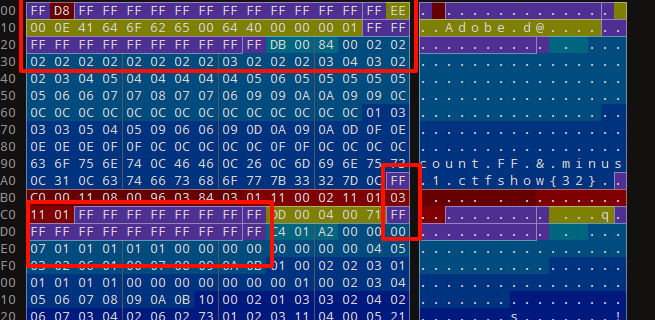 00 FF D8 FF FF FF FF FF FF FF FF FF FF FF FF FF EE ................
10 00 0E 41 64 6F 62 65 00 64 40 00 00 00 01 FF FF ..Adobe.d@......
20 FF FF FF FF FF FF FF FF FF FF DB 00 84 00 02 02 ................
30 02 02 02 02 02 02 02 02 03 02 02 02 03 04 03 02 ................
40 02 03 04 05 04 04 04 04 04 05 05 05 05 05 05 05 ................
50 05 06 06 07 07 08 07 07 06 09 09 0A 0A 09 09 0C ................
60 0C 0C 0C 0C 0C 0C 0C 0C 0C 0C 0C 0C 0C 0C 01 03 ................
70 03 03 05 04 05 09 06 06 09 0D 0A 09 0A 0D 0F 0E ................
80 0E 0E 0E 0F 0F 0C 0C 0C 0C 0C 0F 0F 0C 0C 0C 0C ................
90 63 6F 75 6E 74 0C 46 46 0C 26 0C 6D 69 6E 75 73 count.FF.&.minus
A0 0C 31 0C 63 74 66 73 68 6F 77 7B 33 32 7D 0C FF .1.ctfshow{32}..
B0 C0 00 11 08 00 96 03 84 03 01 11 00 02 11 01 03 ................
C0 11 01 FF FF FF FF FF FF FF FF DD 00 04 00 71 FF ..............q.
D0 FF FF FF FF FF FF FF FF FF FF C4 01 A2 00 00 00 ................
E0 07 01 01 01 01 01 00 00 00 00 00 00 00 00 04 05 ................
F0 03 02 06 01 00 07 08 09 0A 0B 01 00 02 02 03 01 ................
00 01 01 01 01 01 00 00 00 00 00 00 00 01 00 02 03 04 ................
10 05 06 07 08 09 0A 0B 10 00 02 01 03 03 02 04 02 ................
20 06 07 03 04 02 06 02 73 01 02 03 11 04 00 05 21 .......s.......!